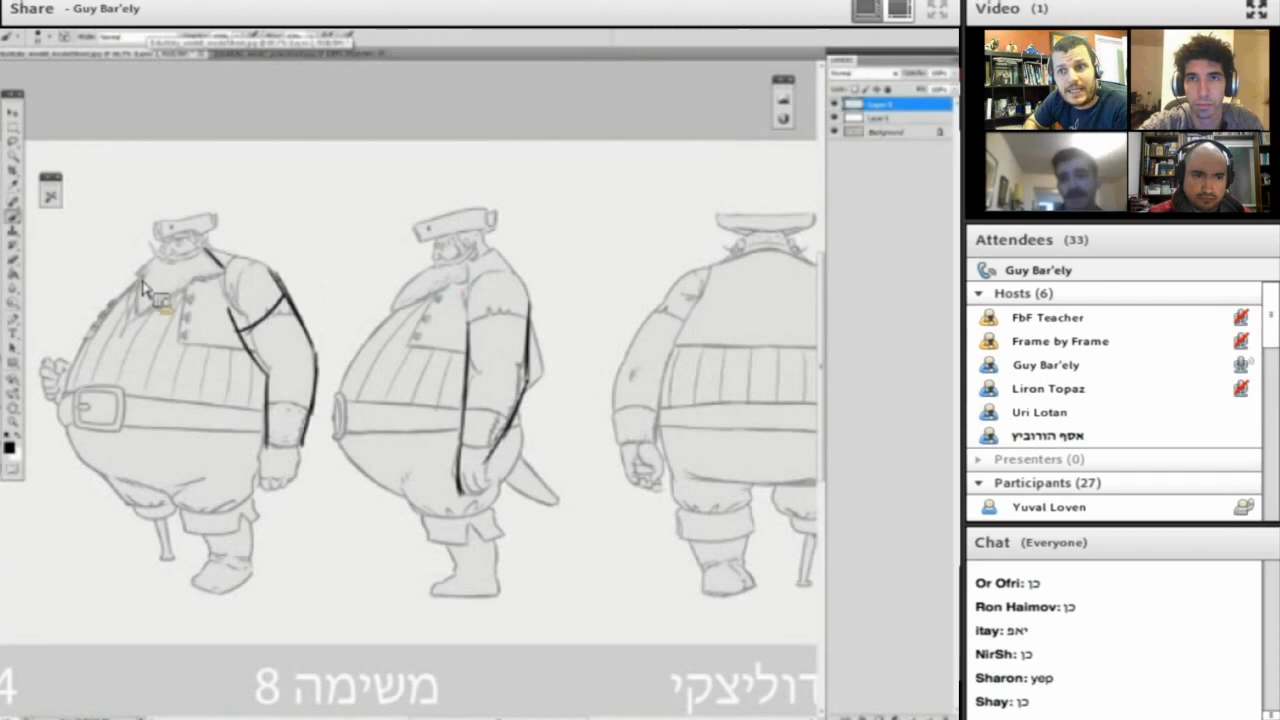 Share - Guy Bar'ely
Video (1)
Attendees (33)
Guy Bar'ely
Hosts (6)
FbF Teacher
Frame by Frame
Guy Bar'ely
Liron Topaz
Uri Lotan
אסף הורוביץ
Presenters (0)
Participants (27)
Yuval Loven
Chat (Everyone)
Or Ofri: כן
Ron Haimov: כן
itay: יאפ
NirSh: כן
Sharon: yep
Shay: כן
Background
4
משימה 8
דוליצקי